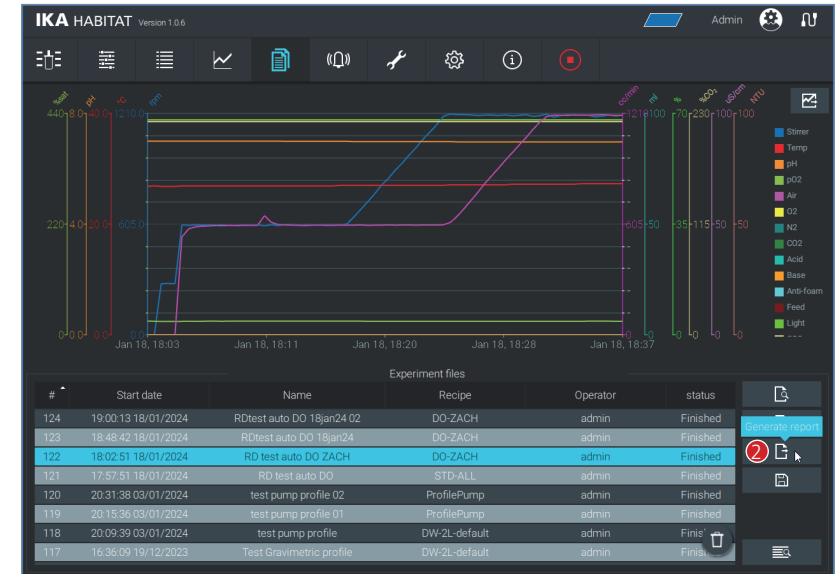 IKA HABITAT Version 1.0.6 Admin
%sat pH °C rpm cc/min ml % %CO₂ uS/cm NTU
440 8.0 40.0 1210.0 1210 100 70 230 100 100
Stirrer
Temp
pH
pO2
Air
220 4.0 20.0 605.0 605 50 35 115 50 50
O2
N2
CO2
Acid
Base
Anti-foam
Feed
Light
0 0.0 0.0 0.0 0 0 0 0 0 0
Jan 18, 18:03 Jan 18, 18:11 Jan 18, 18:20 Jan 18, 18:28 Jan 18, 18:37
Experiment files
# Start date Name Recipe Operator status
124 19:00:13 18/01/2024 RDtest auto DO 18jan24 02 DO-ZACH admin Finished
Generate report
123 18:48:42 18/01/2024 RDtest auto DO 18jan24 DO-ZACH admin Finished
122 18:02:51 18/01/2024 RD test auto DO ZACH DO-ZACH admin Finished
2
121 17:57:51 18/01/2024 RD test auto DO STD-ALL admin Finished
120 20:31:38 03/01/2024 test pump profile 02 ProfilePump admin Finished
119 20:15:36 03/01/2024 test pump profile 01 ProfilePump admin Finished
118 20:09:39 03/01/2024 test pump profile DW-2L-default admin Finis
117 16:36:09 19/12/2023 Test Gravimetric profile DW-2L-default admin Finis